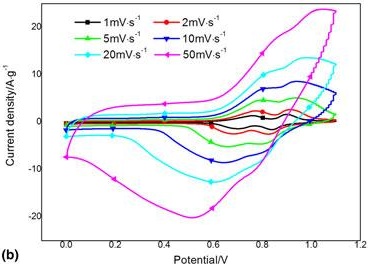 1mV·s⁻¹ 2mV·s⁻¹
5mV·s⁻¹ 10mV·s⁻¹
20mV·s⁻¹ 50mV·s⁻¹
Current density/A·g⁻¹
20
10
0
-10
-20
0.0 0.2 0.4 0.6 0.8 1.0 1.2
Potential/V
(b)